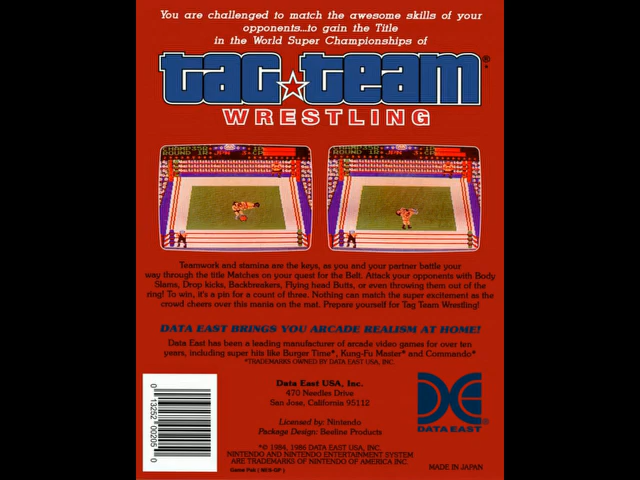 You are challenged to match the awesome skills of your
opponents...to gain the Title
in the World Super Championships of
TAG★TEAM®
WRESTLING
Teamwork and stamina are the keys, as you and your partner battle your
way through the title Matches on your quest for the Belt. Attack your opponents with Body
Slams, Drop kicks, Backbreakers, Flying head Butts, or even throwing them out of the
ring! To win, it's a pin for a count of three. Nothing can match the super excitement as the
crowd cheers over this mania on the mat. Prepare yourself for Tag Team Wrestling!
DATA EAST BRINGS YOU ARCADE REALISM AT HOME!
Data East has been a leading manufacturer of arcade video games for over ten
years, including super hits like Burger Time*, Kung-Fu Master* and Commando*
*TRADEMARKS OWNED BY DATA EAST USA, INC.
Data East USA, Inc.
470 Needles Drive
San Jose, California 95112
Licensed by: Nintendo
Package Design: Beeline Products
*© 1984, 1986 DATA EAST USA, INC.
NINTENDO AND NINTENDO ENTERTAINMENT SYSTEM
ARE TRADEMARKS OF NINTENDO OF AMERICA INC.
Game Pak ( NES-GP )
0 13252 00205 0
DATA EAST®
MADE IN JAPAN